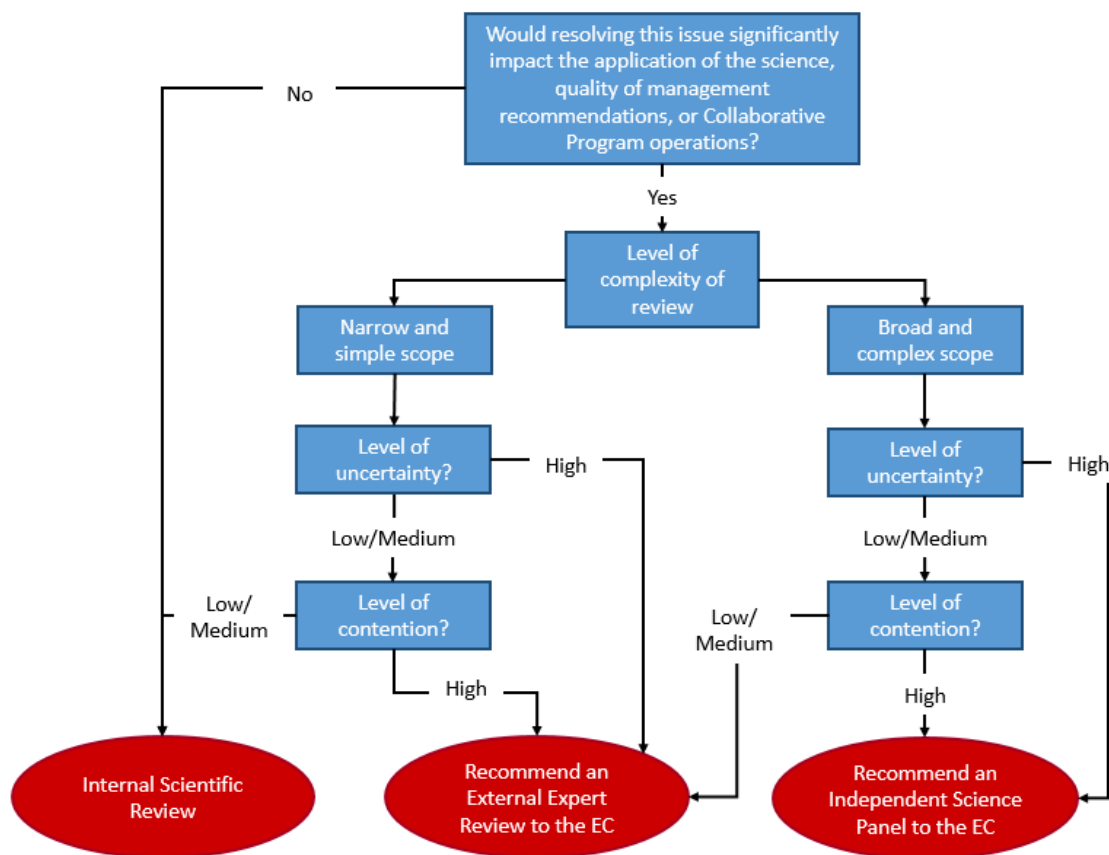 Would resolving this issue significantly
impact the application of the science,
quality of management
recommendations, or Collaborative
Program operations?
No
Yes
Level of
complexity of
review
Narrow and
simple scope
Broad and
complex scope
Level of
uncertainty?
High
Level of
uncertainty?
High
Low/Medium
Low/Medium
Low/
Medium
Level of
contention?
Low/
Medium
Level of
contention?
High
High
Internal Scientific
Review
Recommend an
External Expert
Review to the EC
Recommend an
Independent Science
Panel to the EC